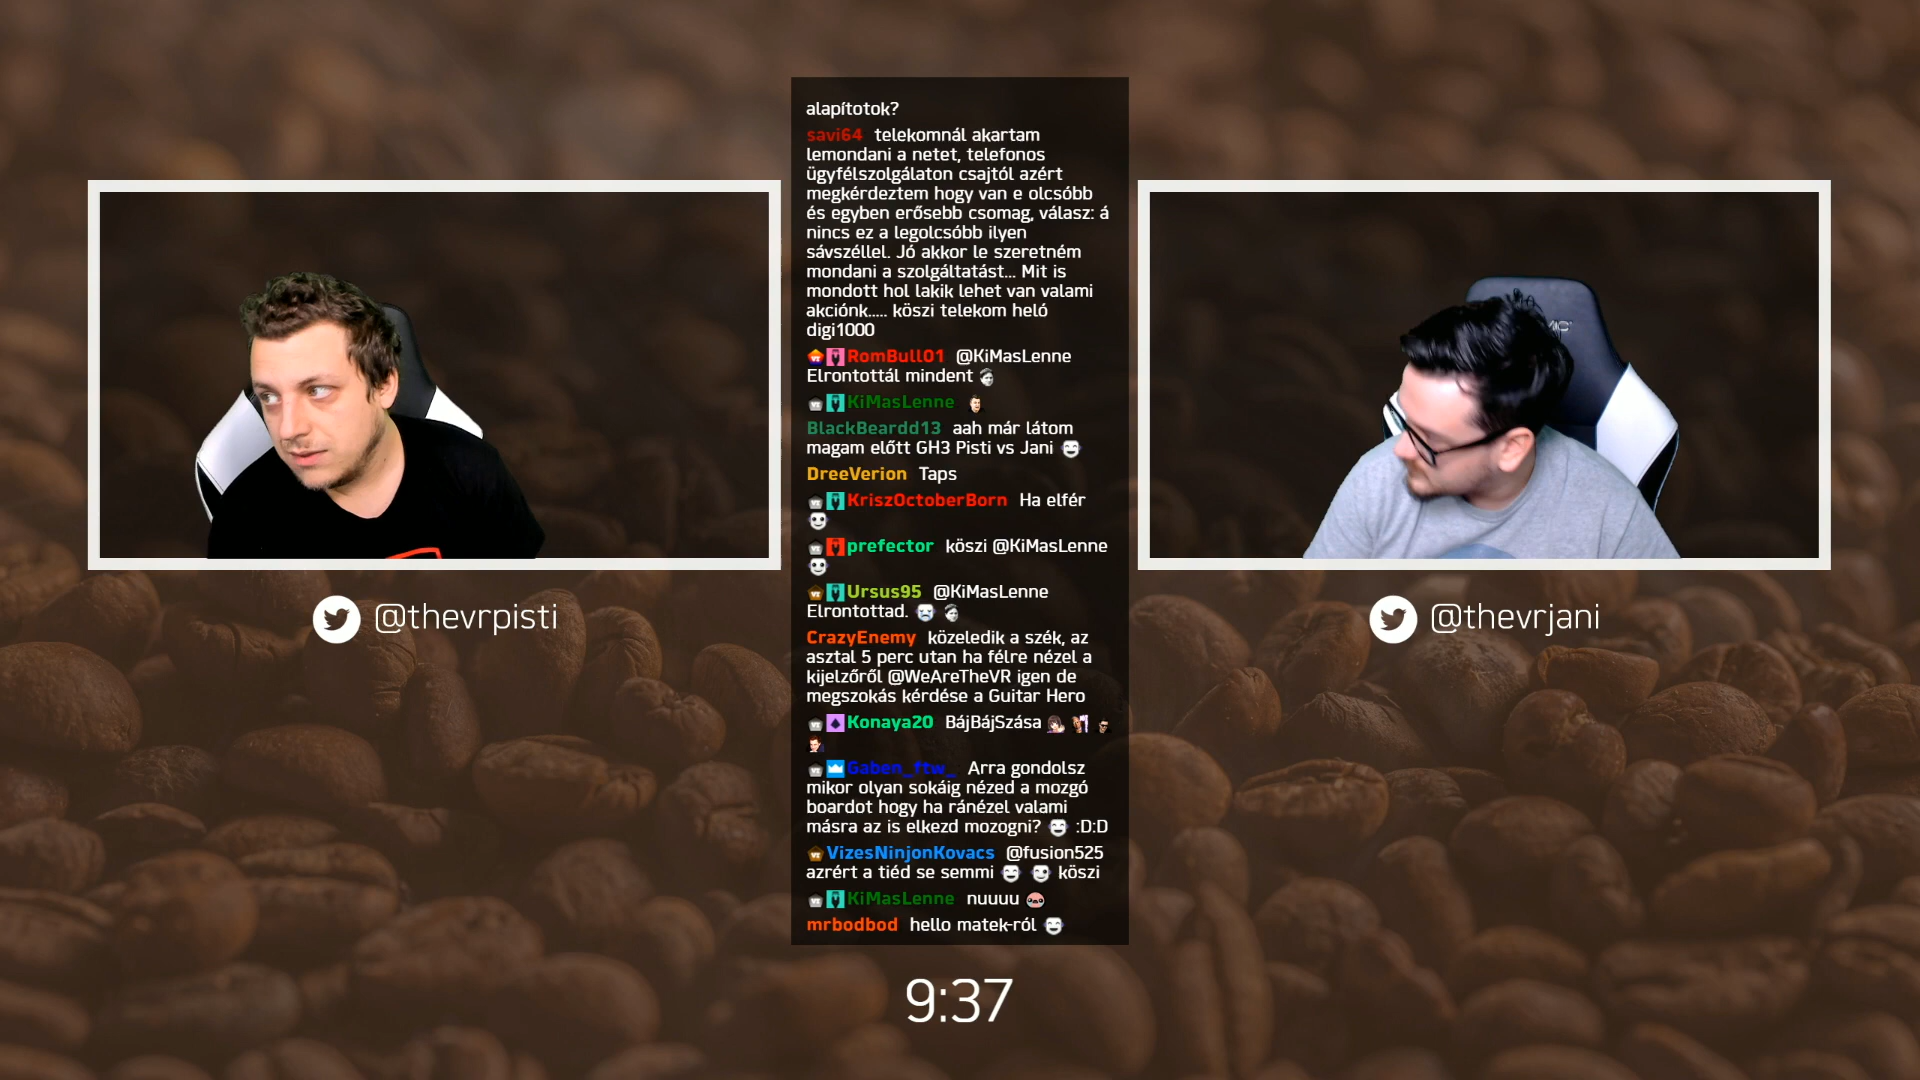 alapítotok?
savi64 telekomnál akartam
lemondani a netet, telefonos
ügyfélszolgálaton csajtól azért
megkérdeztem hogy van e olcsóbb
és egyben erősebb csomag, válasz: á
nincs ez a legolcsóbb ilyen
sávszéllel. Jó akkor le szeretném
mondani a szolgáltatást... Mit is
mondott hol lakik lehet van valami
akciónk..... köszi telekom heló
digi1000
RomBull01 @KiMasLenne
Elrontottál mindent
KiMasLenne
BlackBeardd13 aah már látom
magam előtt GH3 Pisti vs Jani
DreeVerion Taps
KriszOctoberBorn Ha elfér
prefector köszi @KiMasLenne
Ursus95 @KiMasLenne
Elrontottad.
CrazyEnemy közeledik a szék, az
asztal 5 perc utan ha félre nézel a
kijelzőről @WeAreTheVR igen de
megszokás kérdése a Guitar Hero
Konaya20 BájBájSzása
Gaben_ftw_ Arra gondolsz
mikor olyan sokáig nézed a mozgó
boardot hogy ha ránézel valami
másra az is elkezd mozogni? :D:D
VizesNinjonKovacs @fusion525
azrért a tiéd se semmi köszi
KiMasLenne nuuuu
mrbodbod hello matek-ról
@thevrpisti
@thevrjani
9:37